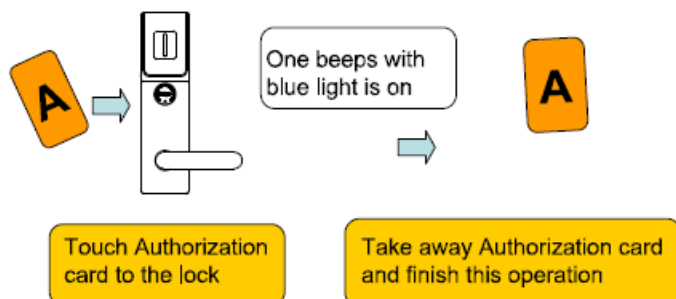 A
One beeps with
blue light is on
A
Touch Authorization
card to the lock
Take away Authorization card
and finish this operation